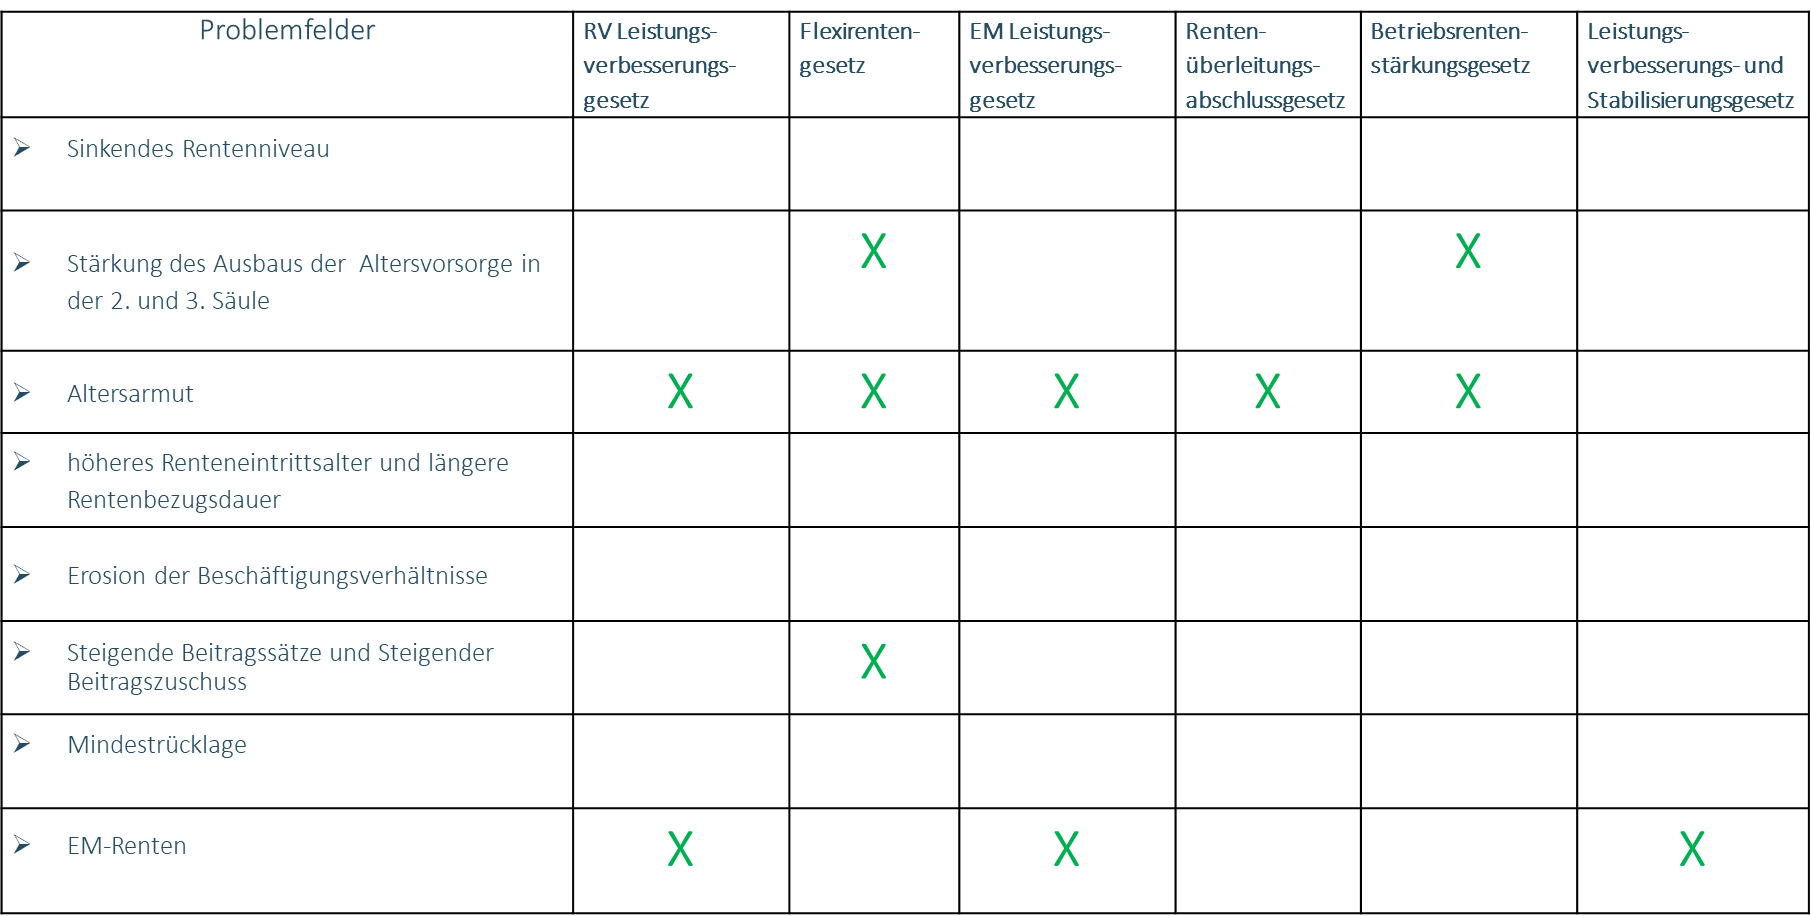 Problemfelder
RV Leistungs-
verbesserungs-
gesetz
Flexirenten-
gesetz
EM Leistungs-
verbesserungs-
gesetz
Renten-
überleitungs-
abschlussgesetz
Betriebsrenten-
stärkungsgesetz
Leistungs-
verbesserungs- und
Stabilisierungsgesetz
➢ Sinkendes Rentenniveau
➢ Stärkung des Ausbaus der Altersvorsorge in
der 2. und 3. Säule
X X
➢ Altersarmut X X X X X
➢ höheres Renteneintrittsalter und längere
Rentenbezugsdauer
➢ Erosion der Beschäftigungsverhältnisse
➢ Steigende Beitragssätze und Steigender
Beitragszuschuss
X
➢ Mindestrücklage
➢ EM-Renten X X X